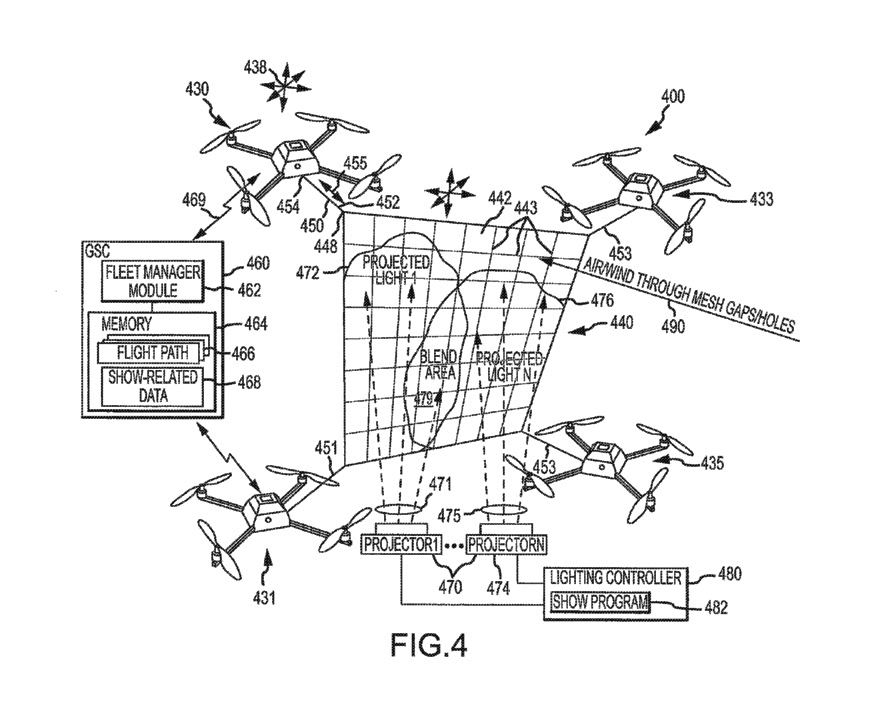 438
430
400
455
454
452
450
448
442
443
433
453
469
GSC
460
FLEET MANAGER
MODULE
462
MEMORY
464
FLIGHT PATH
466
SHOW-RELATED
DATA
468
472
PROJECTED
LIGHT 1
476
AIR/WIND THROUGH MESH GAPS/HOLES
490
440
BLEND
AREA
479
PROJECTED
LIGHT N
451
453
435
471
475
431
PROJECTOR1
PROJECTORN
470
474
LIGHTING CONTROLLER
480
SHOW PROGRAM
482
FIG.4